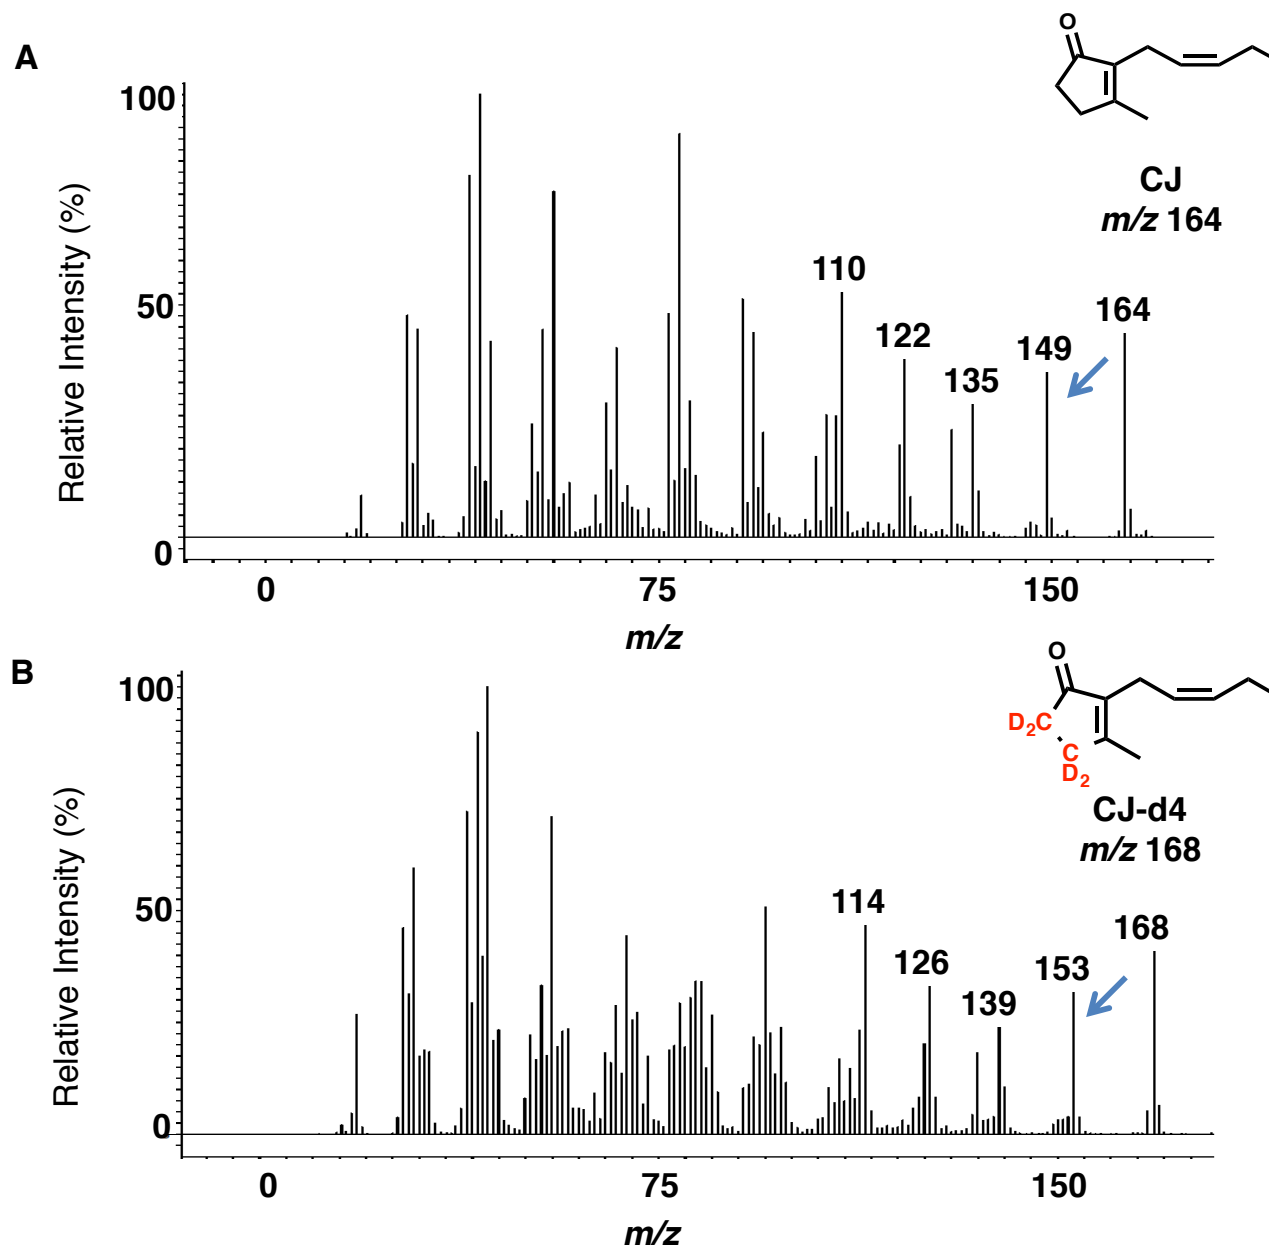 A
O
100
CJ
m/z 164
110
50
164
122
149
135
Relative Intensity (%)
0
0
75
150
m/z
B
O
100
D2C
C
D2
CJ-d4
m/z 168
50
114
168
126
153
139
Relative Intensity (%)
0
0
75
150
m/z